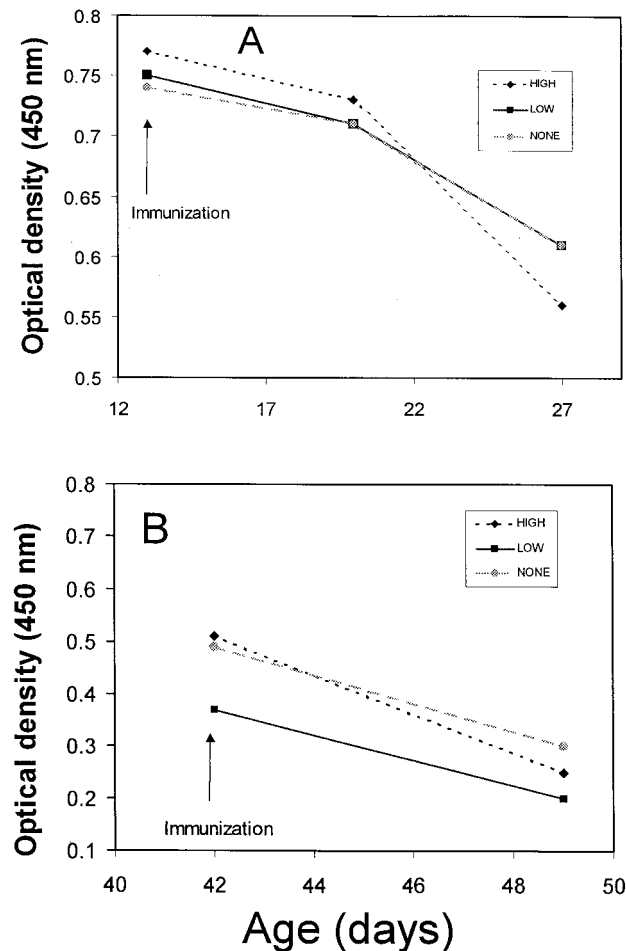 A
Optical density (450 nm)
0.8
0.75
0.7
0.65
0.6
0.55
0.5
HIGH
LOW
NONE
Immunization
12 17 22 27
B
Optical density (450 nm)
0.8
0.7
0.6
0.5
0.4
0.3
0.2
0.1
HIGH
LOW
NONE
Immunization
40 42 44 46 48 50
Age (days)